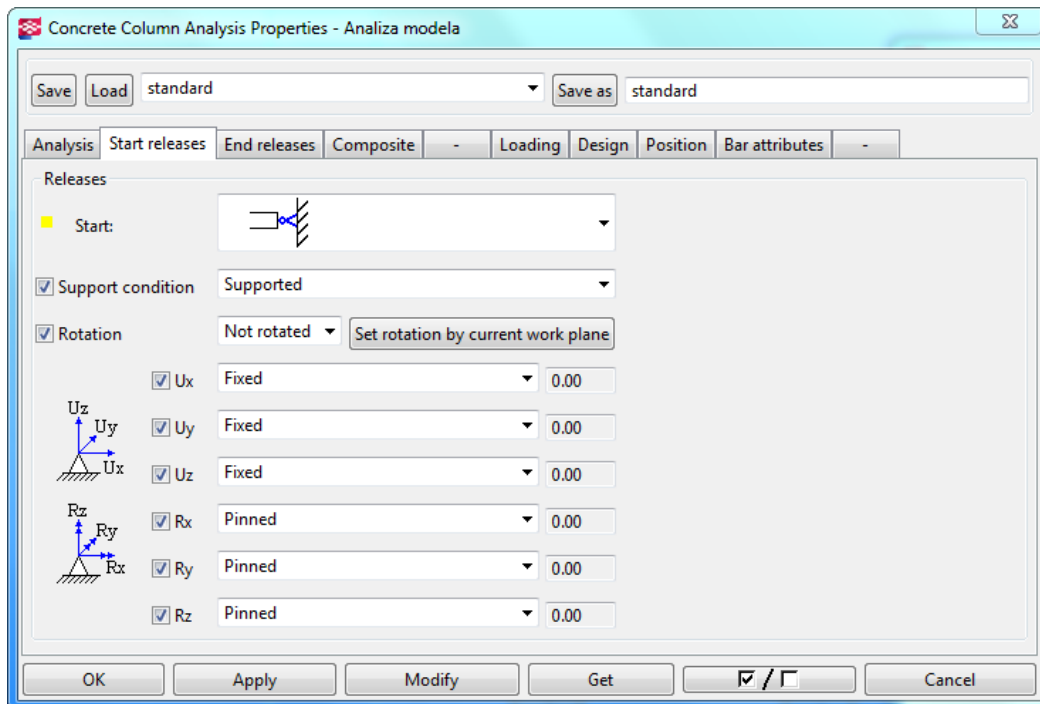 Concrete Column Analysis Properties - Analiza modela
Save Load standard Save as standard
Analysis Start releases End releases Composite - Loading Design Position Bar attributes -
Releases
Start:
Support condition Supported
Rotation Not rotated Set rotation by current work plane
Ux Fixed 0.00
Uz
Uy
Ux
Uy Fixed 0.00
Uz Fixed 0.00
Rz
Ry
Rx
Rx Pinned 0.00
Ry Pinned 0.00
Rz Pinned 0.00
OK Apply Modify Get / Cancel